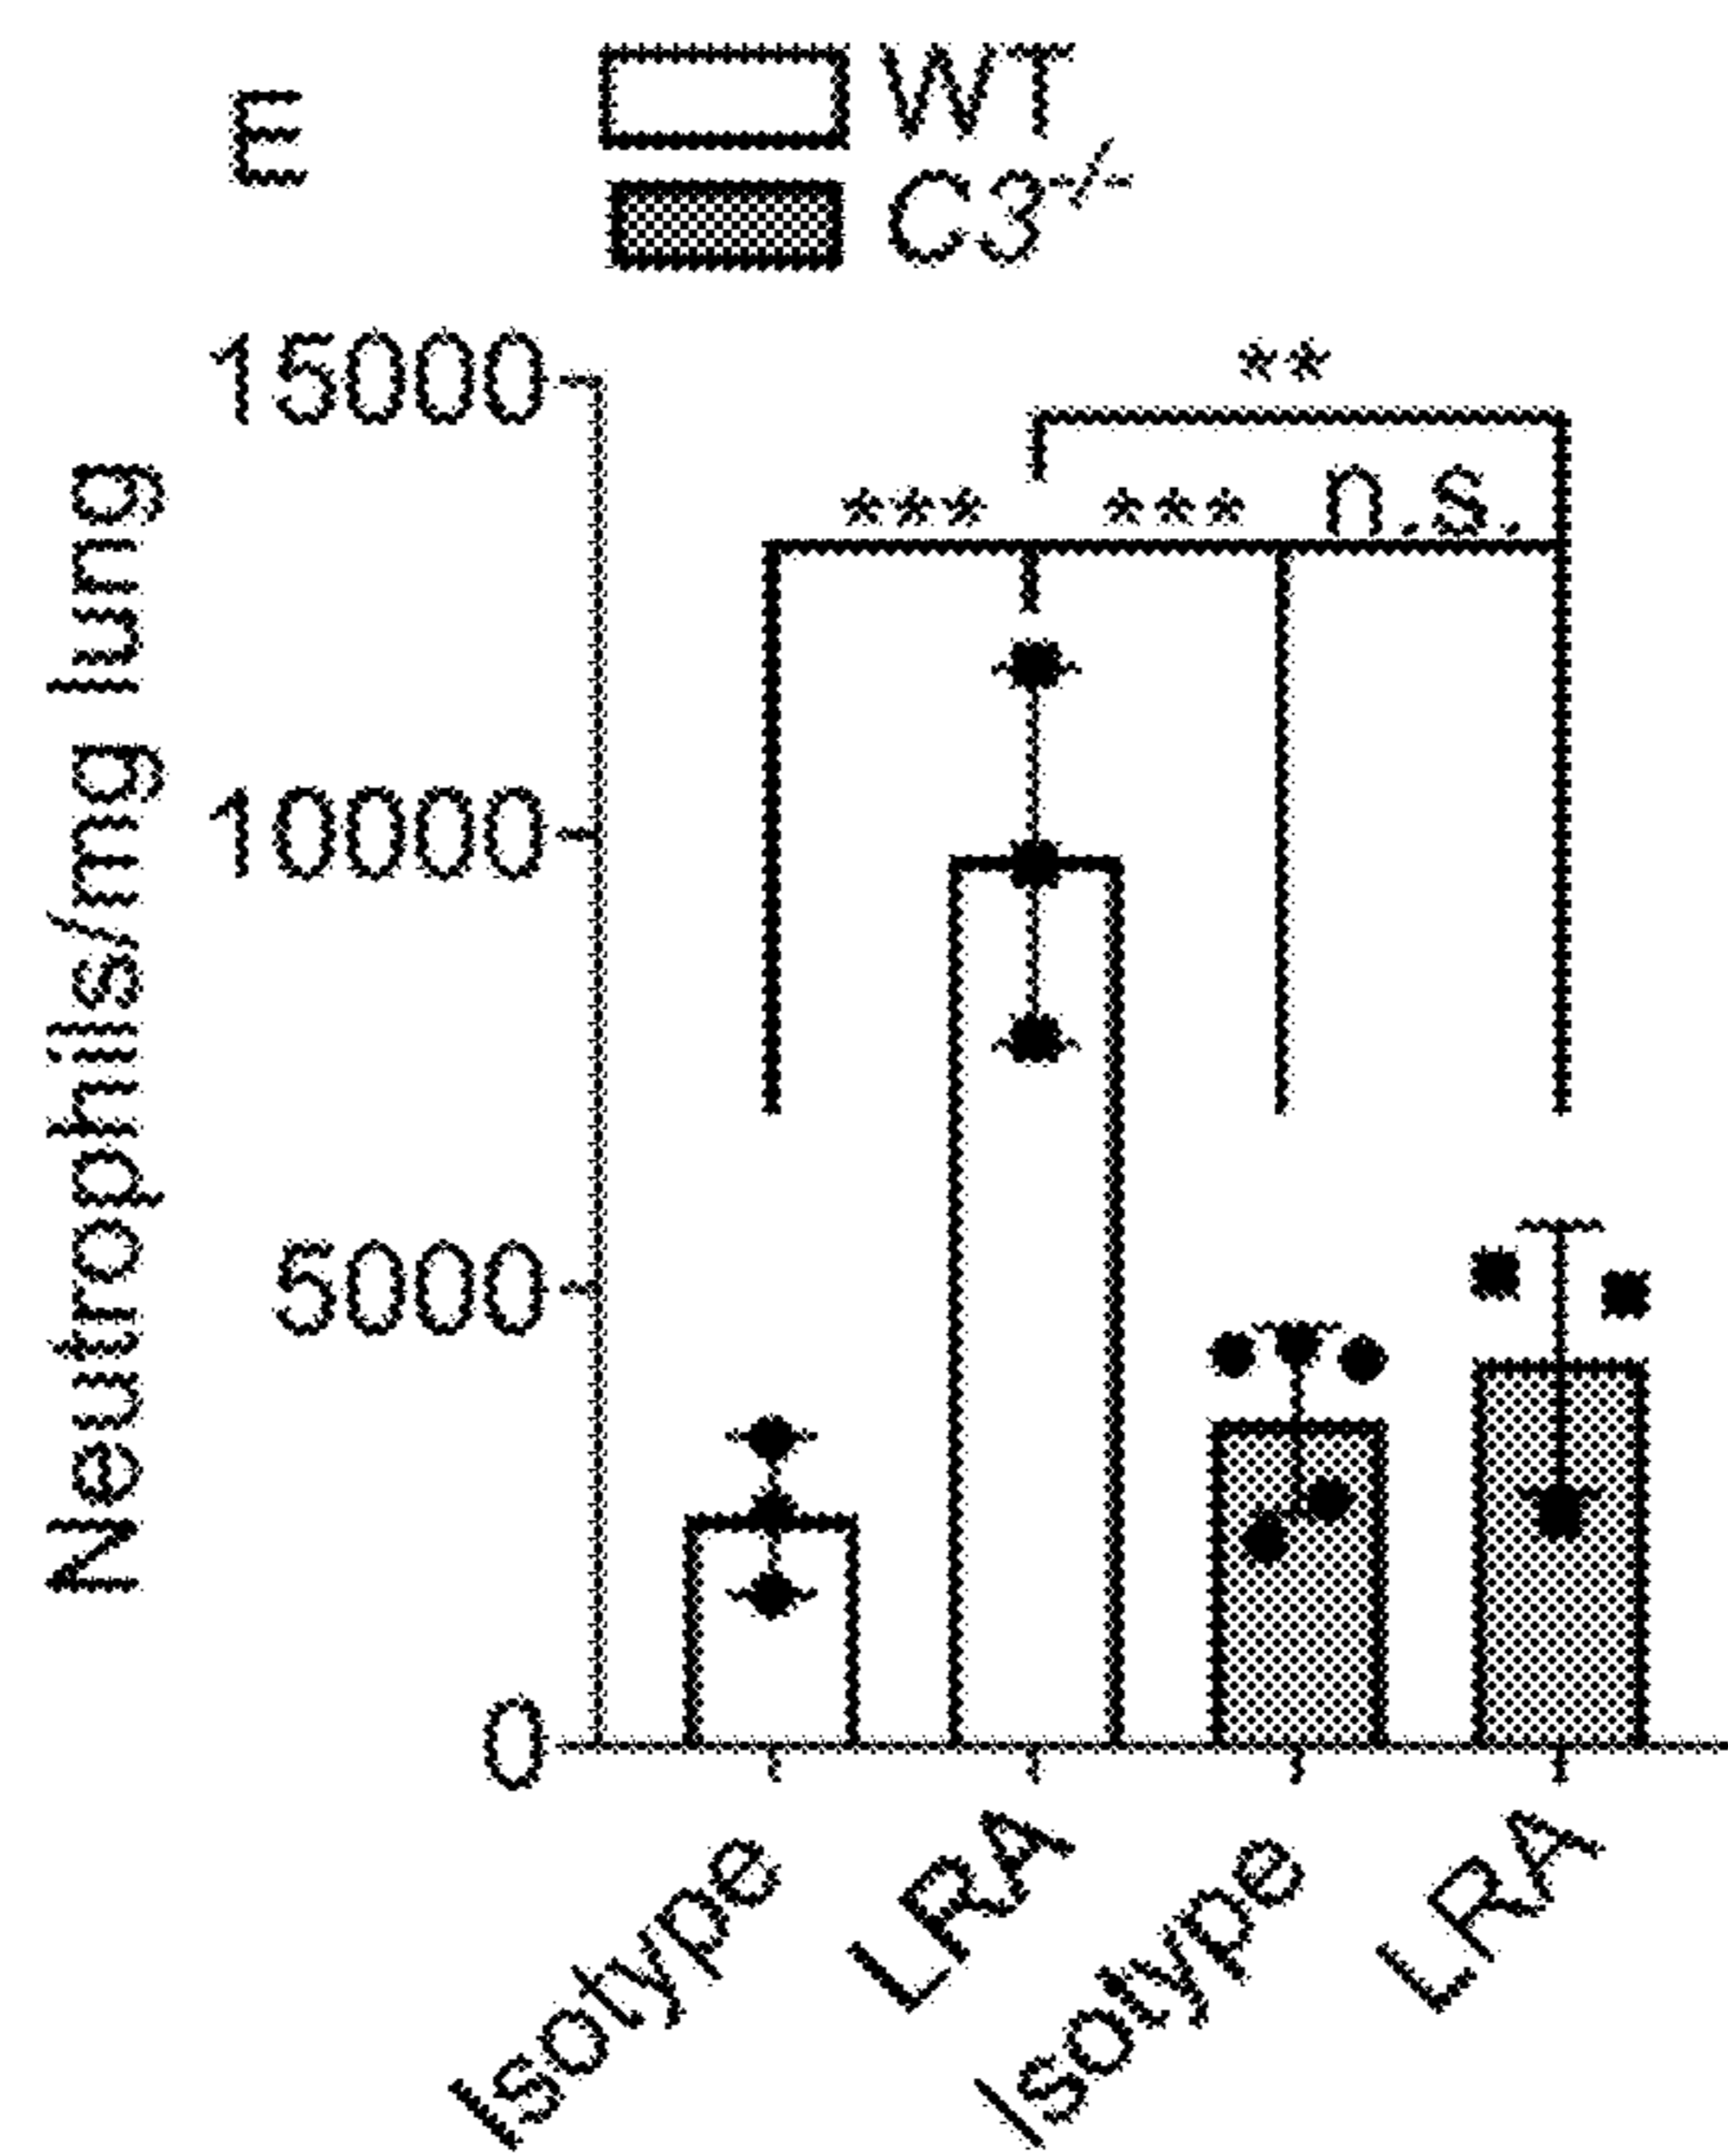 E
WT
C3-/-
Neutrophils/mg lung
15000
10000
5000
0
**
*** *** n.s.
Isotype
LRA
Isotype
LRA